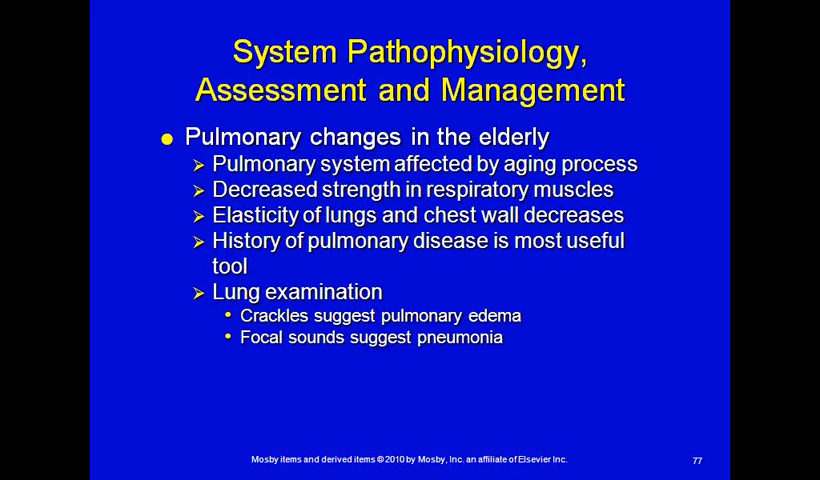 System Pathophysiology,
Assessment and Management
Pulmonary changes in the elderly
Pulmonary system affected by aging process
Decreased strength in respiratory muscles
Elasticity of lungs and chest wall decreases
History of pulmonary disease is most useful
tool
Lung examination
Crackles suggest pulmonary edema
Focal sounds suggest pneumonia
Mosby items and derived items © 2010 by Mosby, Inc. an affiliate of Elsevier Inc.
77